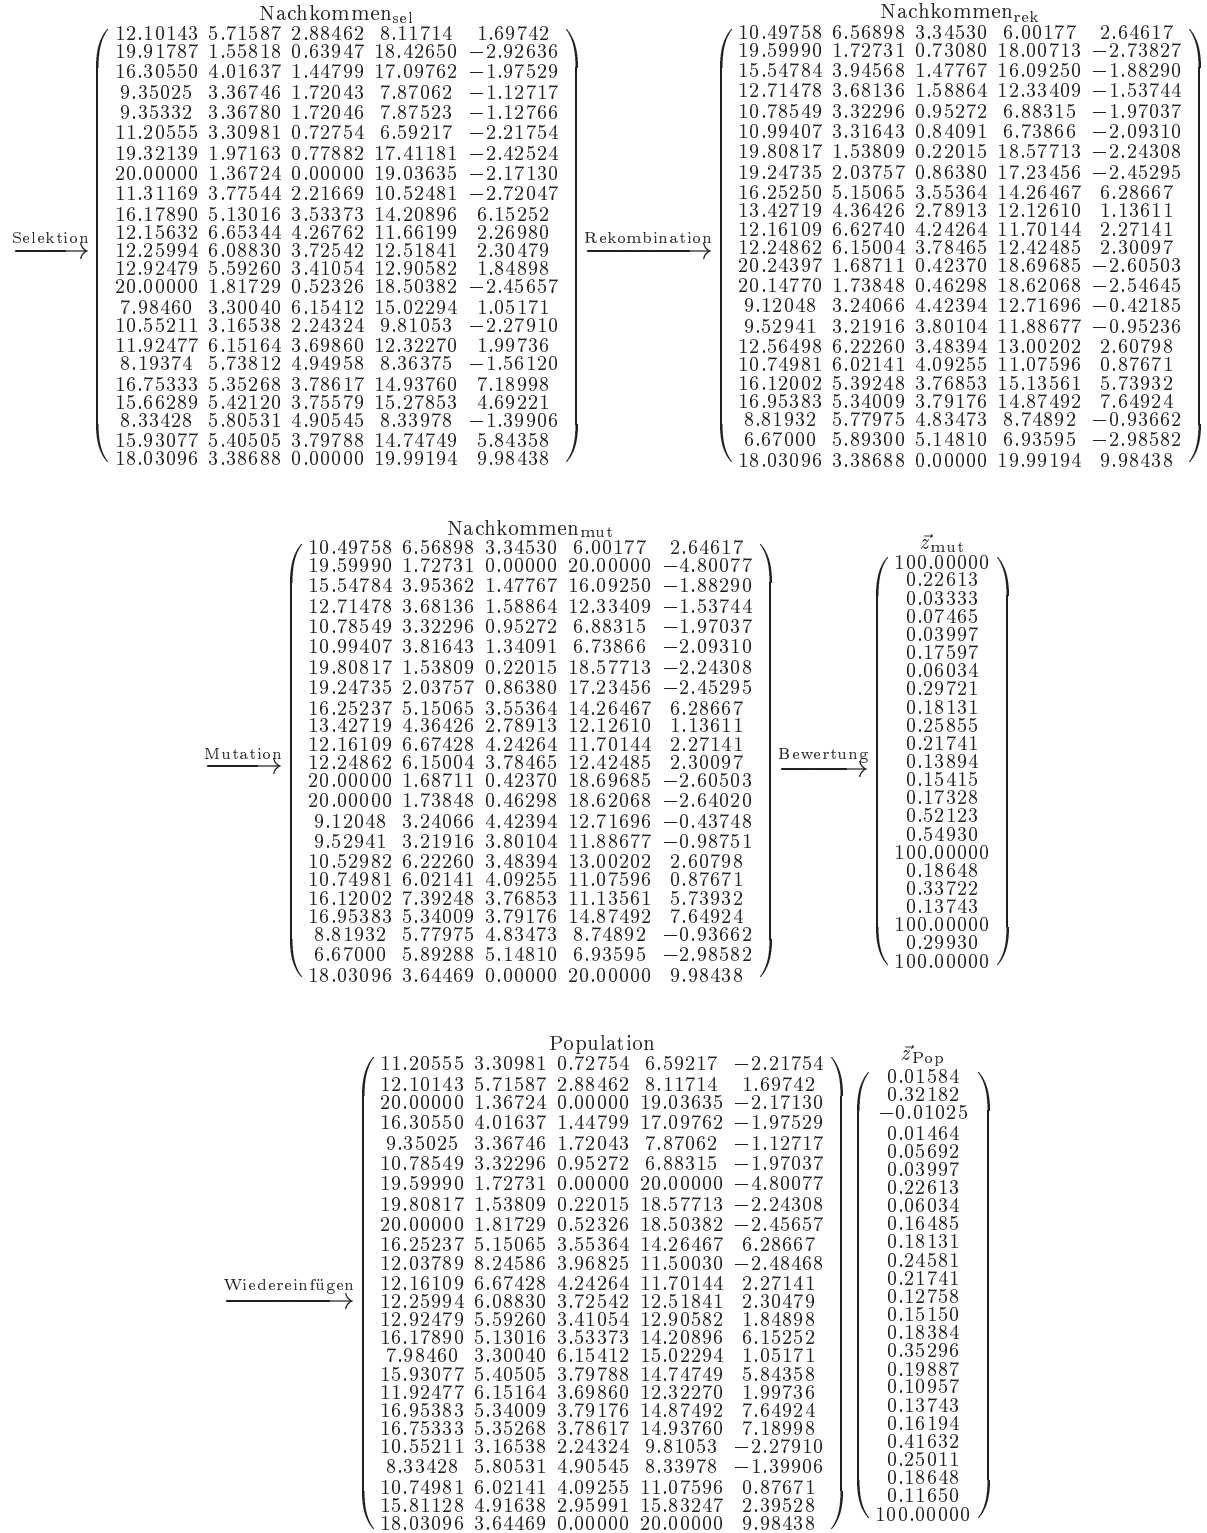 Nachkommen_sel
12.10143 5.71587 2.88462 8.11714 1.69742
19.91787 1.55818 0.63947 18.42650 −2.92636
16.30550 4.01637 1.44799 17.09762 −1.97529
9.35025 3.36746 1.72043 7.87062 −1.12717
9.35332 3.36780 1.72046 7.87523 −1.12766
11.20555 3.30981 0.72754 6.59217 −2.21754
19.32139 1.97163 0.77882 17.41181 −2.42524
20.00000 1.36724 0.00000 19.03635 −2.17130
11.31169 3.77544 2.21669 10.52481 −2.72047
16.17890 5.13016 3.53373 14.20896 6.15252
12.15632 6.65344 4.26762 11.66199 2.26980
12.25994 6.08830 3.72542 12.51841 2.30479
12.92479 5.59260 3.41054 12.90582 1.84898
20.00000 1.81729 0.52326 18.50382 −2.45657
7.98460 3.30040 6.15412 15.02294 1.05171
10.55211 3.16538 2.24324 9.81053 −2.27910
11.92477 6.15164 3.69860 12.32270 1.99736
8.19374 5.73812 4.94958 8.36375 −1.56120
16.75333 5.35268 3.78617 14.93760 7.18998
15.66289 5.42120 3.75579 15.27853 4.69221
8.33428 5.80531 4.90545 8.33978 −1.39906
15.93077 5.40505 3.79788 14.74749 5.84358
18.03096 3.38688 0.00000 19.99194 9.98438
Selektion
Nachkommen_rek
10.49758 6.56898 3.34530 6.00177 2.64617
19.59990 1.72731 0.73080 18.00713 −2.73827
15.54784 3.94568 1.47767 16.09250 −1.88290
12.71478 3.68136 1.58864 12.33409 −1.53744
10.78549 3.32296 0.95272 6.88315 −1.97037
10.99407 3.31643 0.84091 6.73866 −2.09310
19.80817 1.53809 0.22015 18.57713 −2.24308
19.24735 2.03757 0.86380 17.23456 −2.45295
16.25250 5.15065 3.55364 14.26467 6.28667
13.42719 4.36426 2.78913 12.12610 1.13611
12.16109 6.62740 4.24264 11.70144 2.27141
12.24862 6.15004 3.78465 12.42485 2.30097
20.24397 1.68711 0.42370 18.69685 −2.60503
20.14770 1.73848 0.46298 18.62068 −2.54645
9.12048 3.24066 4.42394 12.71696 −0.42185
9.52941 3.21916 3.80104 11.88677 −0.95236
12.56498 6.22260 3.48394 13.00202 2.60798
10.74981 6.02141 4.09255 11.07596 0.87671
16.12002 5.39248 3.76853 15.13561 5.73932
16.95383 5.34009 3.79176 14.87492 7.64924
8.81932 5.77975 4.83473 8.74892 −0.93662
6.67000 5.89300 5.14810 6.93595 −2.98582
18.03096 3.38688 0.00000 19.99194 9.98438
Rekombination
Nachkommen_mut
10.49758 6.56898 3.34530 6.00177 2.64617
19.59990 1.72731 0.00000 20.00000 −4.80077
15.54784 3.95362 1.47767 16.09250 −1.88290
12.71478 3.68136 1.58864 12.33409 −1.53744
10.78549 3.32296 0.95272 6.88315 −1.97037
10.99407 3.81643 1.34091 6.73866 −2.09310
19.80817 1.53809 0.22015 18.57713 −2.24308
19.24735 2.03757 0.86380 17.23456 −2.45295
16.25237 5.15065 3.55364 14.26467 6.28667
13.42719 4.36426 2.78913 12.12610 1.13611
12.16109 6.67428 4.24264 11.70144 2.27141
12.24862 6.15004 3.78465 12.42485 2.30097
20.00000 1.68711 0.42370 18.69685 −2.60503
20.00000 1.73848 0.46298 18.62068 −2.64020
9.12048 3.24066 4.42394 12.71696 −0.43748
9.52941 3.21916 3.80104 11.88677 −0.98751
10.52982 6.22260 3.48394 13.00202 2.60798
10.74981 6.02141 4.09255 11.07596 0.87671
16.12002 7.39248 3.76853 11.13561 5.73932
16.95383 5.34009 3.79176 14.87492 7.64924
8.81932 5.77975 4.83473 8.74892 −0.93662
6.67000 5.89288 5.14810 6.93595 −2.98582
18.03096 3.64469 0.00000 20.00000 9.98438
Mutation
Bewertung
z⃗_mut
100.00000
0.22613
0.03333
0.07465
0.03997
0.17597
0.06034
0.29721
0.18131
0.25855
0.21741
0.13894
0.15415
0.17328
0.52123
0.54930
100.00000
0.18648
0.33722
0.13743
100.00000
0.29930
100.00000
Population
11.20555 3.30981 0.72754 6.59217 −2.21754
12.10143 5.71587 2.88462 8.11714 1.69742
20.00000 1.36724 0.00000 19.03635 −2.17130
16.30550 4.01637 1.44799 17.09762 −1.97529
9.35025 3.36746 1.72043 7.87062 −1.12717
10.78549 3.32296 0.95272 6.88315 −1.97037
19.59990 1.72731 0.00000 20.00000 −4.80077
19.80817 1.53809 0.22015 18.57713 −2.24308
20.00000 1.81729 0.52326 18.50382 −2.45657
16.25237 5.15065 3.55364 14.26467 6.28667
12.03789 8.24586 3.96825 11.50030 −2.48468
12.16109 6.67428 4.24264 11.70144 2.27141
12.25994 6.08830 3.72542 12.51841 2.30479
12.92479 5.59260 3.41054 12.90582 1.84898
16.17890 5.13016 3.53373 14.20896 6.15252
7.98460 3.30040 6.15412 15.02294 1.05171
15.93077 5.40505 3.79788 14.74749 5.84358
11.92477 6.15164 3.69860 12.32270 1.99736
16.95383 5.34009 3.79176 14.87492 7.64924
16.75333 5.35268 3.78617 14.93760 7.18998
10.55211 3.16538 2.24324 9.81053 −2.27910
8.33428 5.80531 4.90545 8.33978 −1.39906
10.74981 6.02141 4.09255 11.07596 0.87671
15.81128 4.91638 2.95991 15.83247 2.39528
18.03096 3.64469 0.00000 20.00000 9.98438
Wiedereinfügen
z⃗_Pop
0.01584
0.32182
−0.01025
0.01464
0.05692
0.03997
0.22613
0.06034
0.16485
0.18131
0.24581
0.21741
0.12758
0.15150
0.18384
0.35296
0.19887
0.10957
0.13743
0.16194
0.41632
0.25011
0.18648
0.11650
100.00000